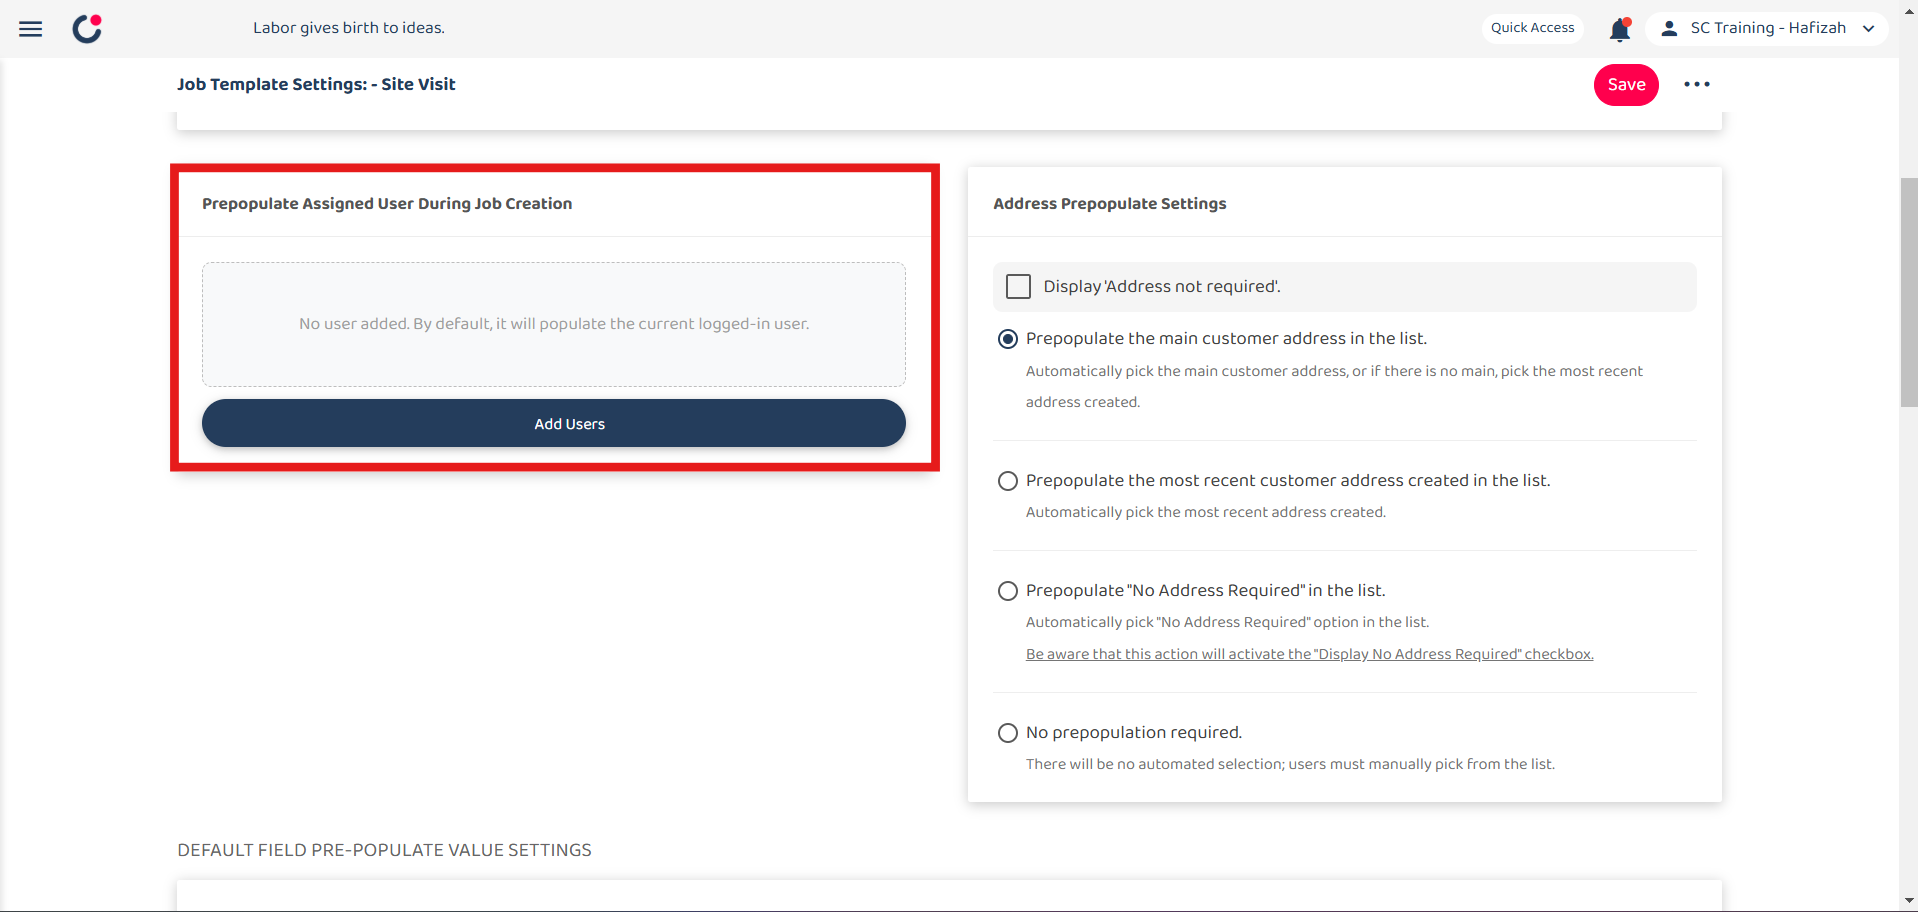 Labor gives birth to ideas.
Quick Access
SC Training - Hafizah
Job Template Settings: - Site Visit
Save
Prepopulate Assigned User During Job Creation
No user added. By default, it will populate the current logged-in user.
Add Users
Address Prepopulate Settings
Display 'Address not required'.
Prepopulate the main customer address in the list.
Automatically pick the main customer address, or if there is no main, pick the most recent
address created.
Prepopulate the most recent customer address created in the list.
Automatically pick the most recent address created.
Prepopulate "No Address Required" in the list.
Automatically pick "No Address Required" option in the list.
Be aware that this action will activate the "Display No Address Required" checkbox.
No prepopulation required.
There will be no automated selection; users must manually pick from the list.
DEFAULT FIELD PRE-POPULATE VALUE SETTINGS